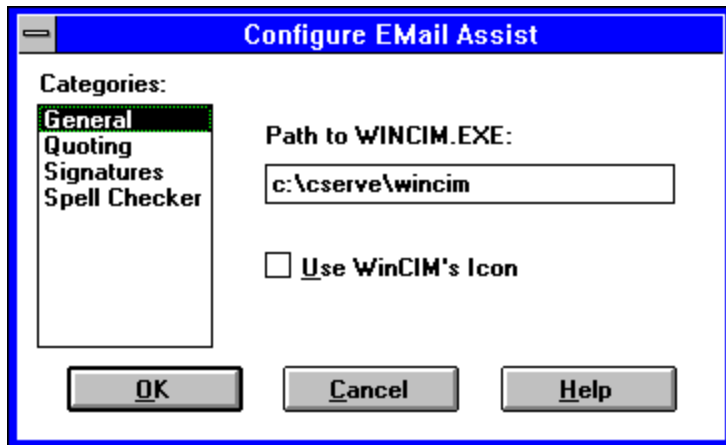 Configure EMail Assist
Categories:
General
Quoting
Signatures
Spell Checker
Path to WINCIM.EXE:
c:\cserve\wincim
Use WinCIM's Icon
OK
Cancel
Help